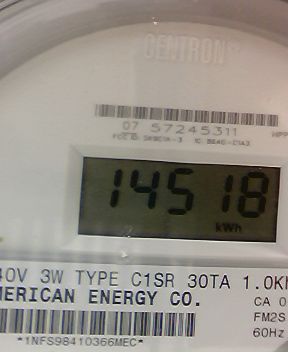 CENTRON®
07 57245311
14518
kWh
40V 3W TYPE C1SR 30TA 1.0K
MERICAN ENERGY CO.
CA 0
FM2S
60Hz
*1NFS98410366MEC*